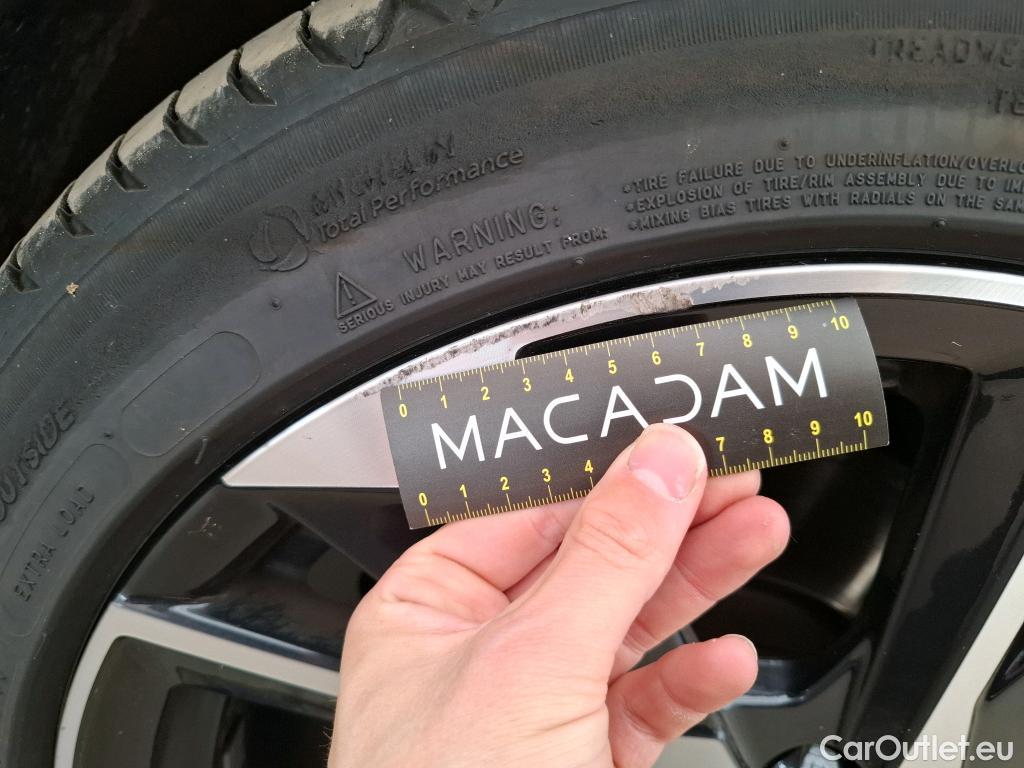 TREADWE
TE
MICHELIN
Total Performance
WARNING:
SERIOUS INJURY MAY RESULT FROM:
•TIRE FAILURE DUE TO UNDERINFLATION/OVERLO
•EXPLOSION OF TIRE/RIM ASSEMBLY DUE TO IM
•MIXING BIAS TIRES WITH RADIALS ON THE SAM
OUTSIDE
EXTRA LOAD
0 1 2 3 4 5 6 7 8 9 10
MACADAM
0 1 2 3 4 7 8 9 10
CarOutlet.eu